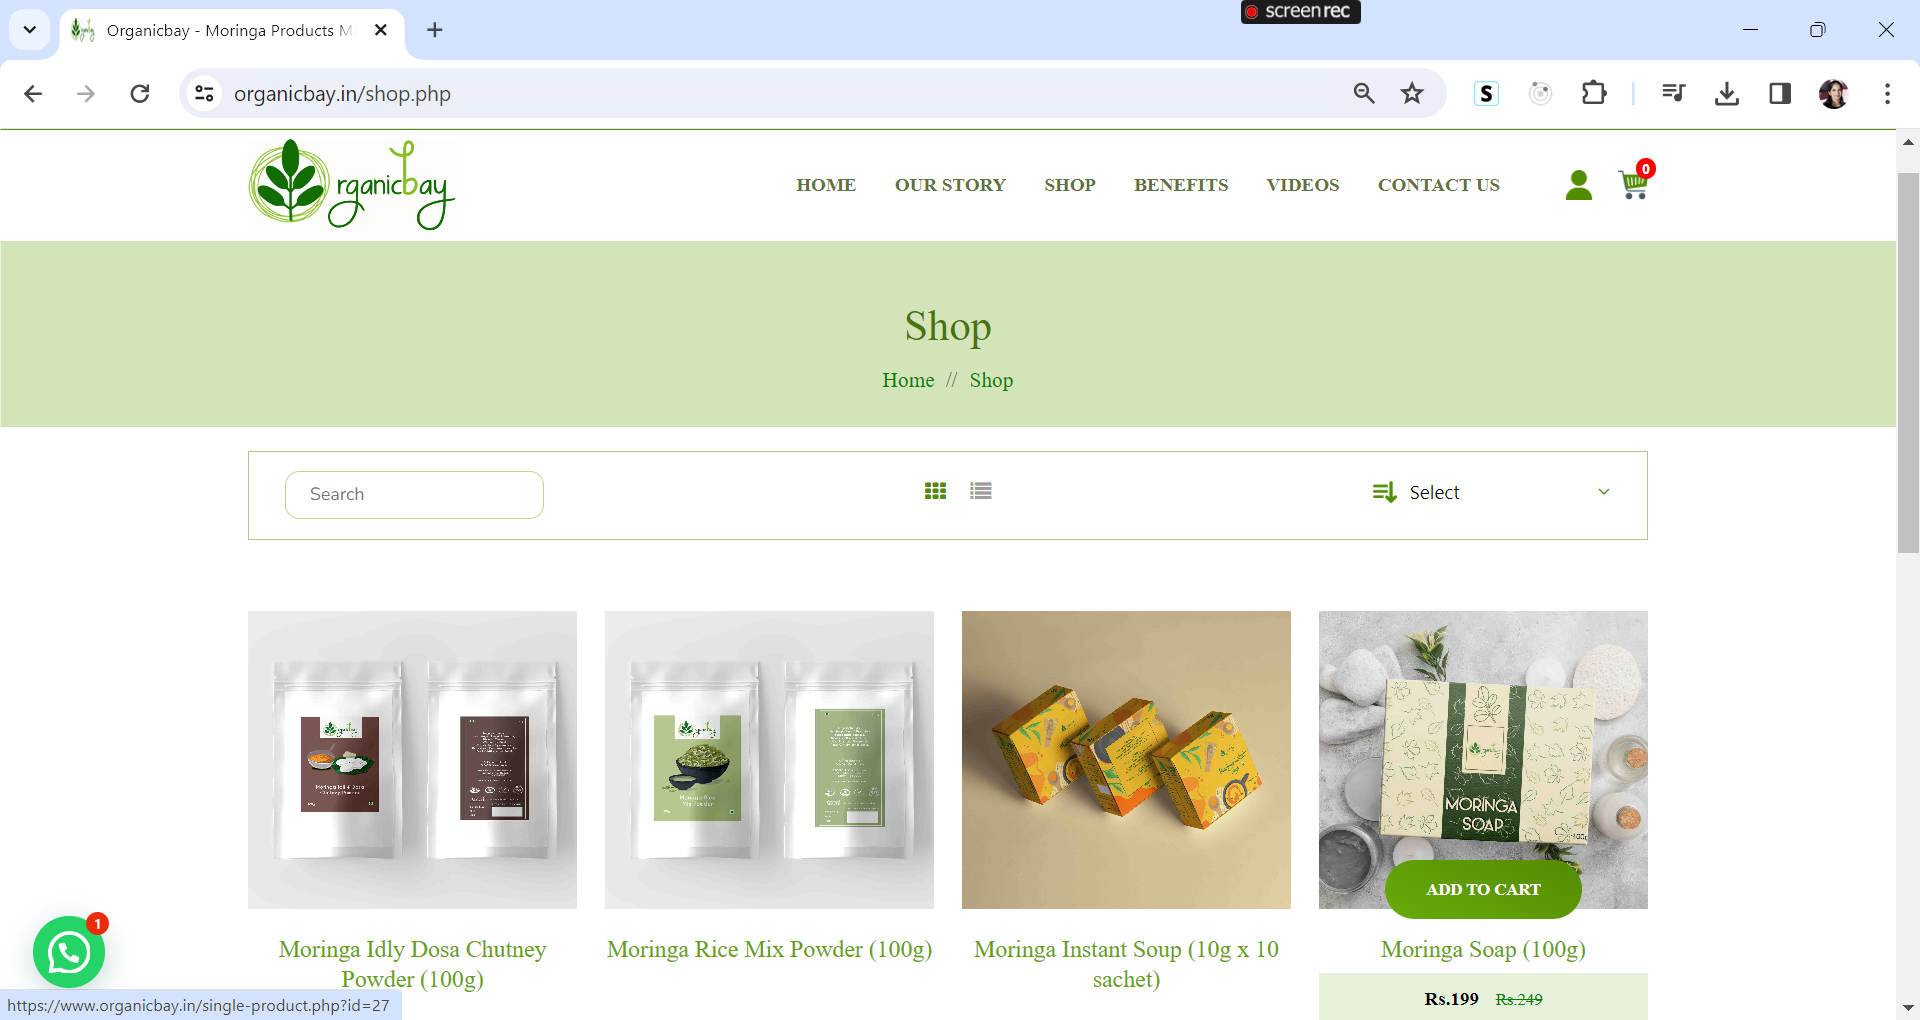 Organicbay - Moringa Products M
screenrec
organicbay.in/shop.php
S
rganicbay
HOME
OUR STORY
SHOP
BENEFITS
VIDEOS
CONTACT US
0
Shop
Home // Shop
Search
Select
MORINGA
SOAP
ADD TO CART
Moringa Idly Dosa Chutney
Powder (100g)
Moringa Rice Mix Powder (100g)
Moringa Instant Soup (10g x 10
sachet)
Moringa Soap (100g)
Rs.199 Rs.249
1
https://www.organicbay.in/single-product.php?id=27